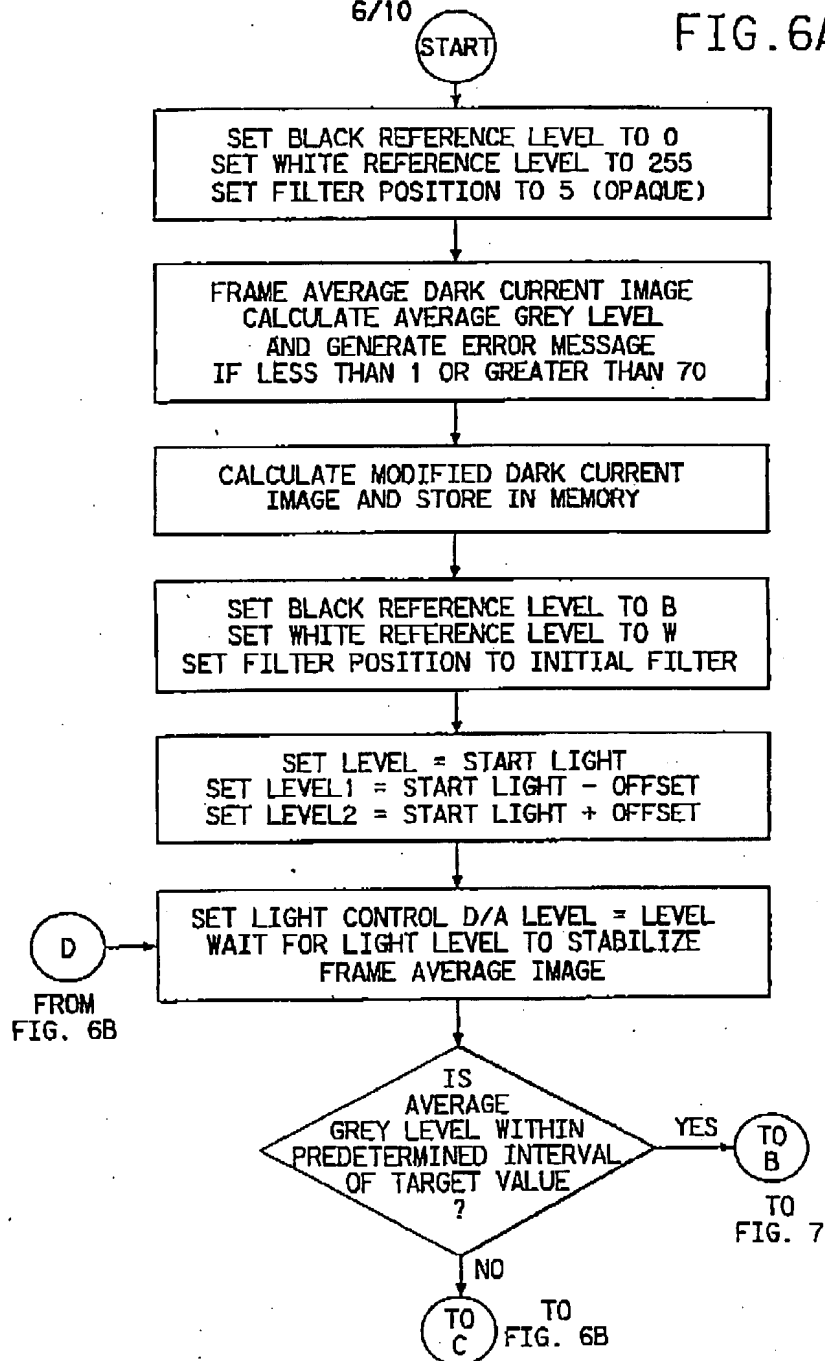 6/10
FIG.6A
START
SET BLACK REFERENCE LEVEL TO 0
SET WHITE REFERENCE LEVEL TO 255
SET FILTER POSITION TO 5 (OPAQUE)
FRAME AVERAGE DARK CURRENT IMAGE
CALCULATE AVERAGE GREY LEVEL
AND GENERATE ERROR MESSAGE
IF LESS THAN 1 OR GREATER THAN 70
CALCULATE MODIFIED DARK CURRENT
IMAGE AND STORE IN MEMORY
SET BLACK REFERENCE LEVEL TO B
SET WHITE REFERENCE LEVEL TO W
SET FILTER POSITION TO INITIAL FILTER
SET LEVEL = START LIGHT
SET LEVEL1 = START LIGHT - OFFSET
SET LEVEL2 = START LIGHT + OFFSET
D
FROM
FIG. 6B
SET LIGHT CONTROL D/A LEVEL = LEVEL
WAIT FOR LIGHT LEVEL TO STABILIZE
FRAME AVERAGE IMAGE
IS
AVERAGE
GREY LEVEL WITHIN
PREDETERMINED INTERVAL
OF TARGET VALUE
?
YES
TO
B
TO
FIG. 7
NO
TO
C
TO
FIG. 6B